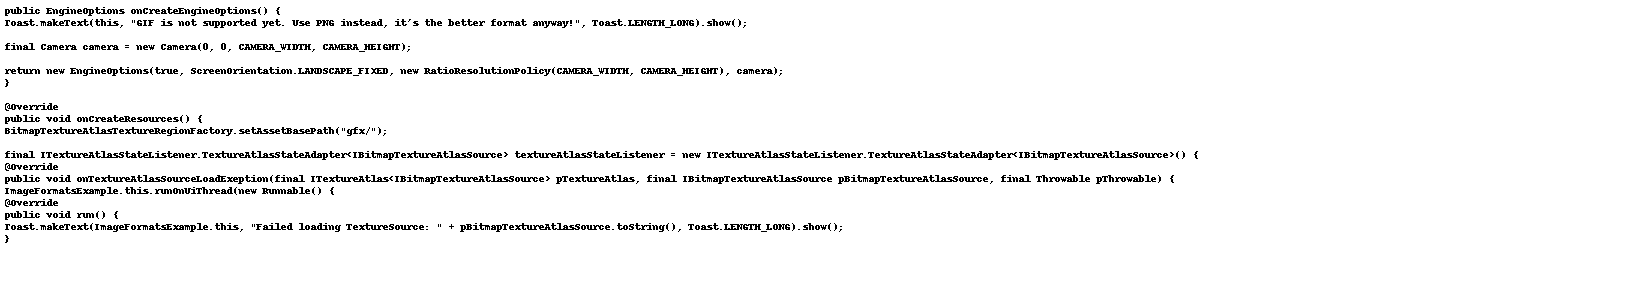 public EngineOptions onCreateEngineOptions() {
Toast.makeText(this, "GIF is not supported yet. Use PNG instead, it's the better format anyway!", Toast.LENGTH_LONG).show();
final Camera camera = new Camera(0, 0, CAMERA_WIDTH, CAMERA_HEIGHT);
return new EngineOptions(true, ScreenOrientation.LANDSCAPE_FIXED, new RatioResolutionPolicy(CAMERA_WIDTH, CAMERA_HEIGHT), camera);
}
@Override
public void onCreateResources() {
BitmapTextureAtlasTextureRegionFactory.setAssetBasePath("gfx/");
final ITextureAtlasStateListener.TextureAtlasStateAdapter<IBitmapTextureAtlasSource> textureAtlasStateListener = new ITextureAtlasStateListener.TextureAtlasStateAdapter<IBitmapTextureAtlasSource>() {
@Override
public void onTextureAtlasSourceLoadExeption(final ITextureAtlas<IBitmapTextureAtlasSource> pTextureAtlas, final IBitmapTextureAtlasSource pBitmapTextureAtlasSource, final Throwable pThrowable) {
ImageFormatsExample.this.runOnUiThread(new Runnable() {
@Override
public void run() {
Toast.makeText(ImageFormatsExample.this, "Failed loading TextureSource: " + pBitmapTextureAtlasSource.toString(), Toast.LENGTH_LONG).show();
}